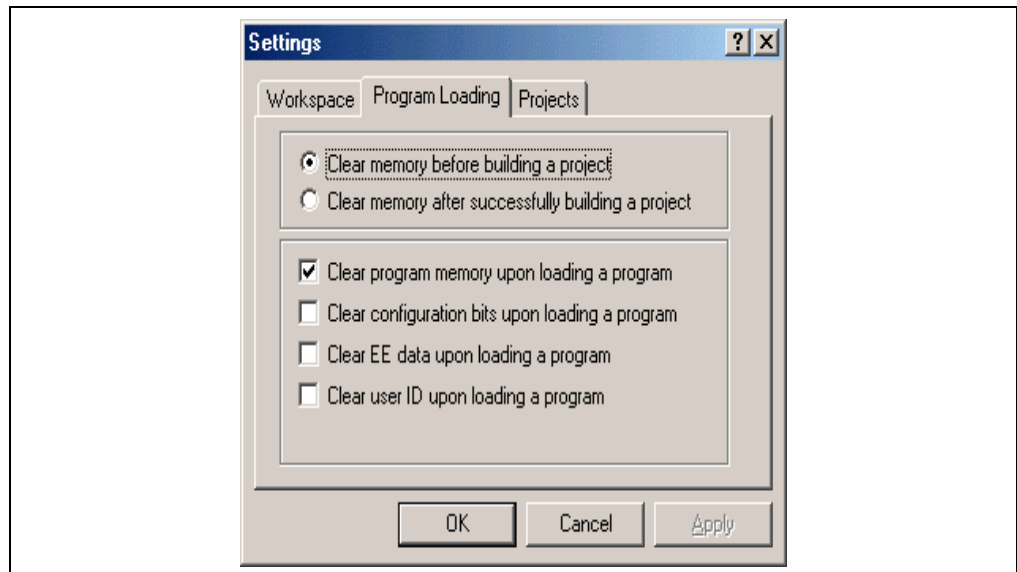 Settings
Workspace Program Loading Projects
Clear memory before building a project
Clear memory after successfully building a project
Clear program memory upon loading a program
Clear configuration bits upon loading a program
Clear EE data upon loading a program
Clear user ID upon loading a program
OK Cancel Apply